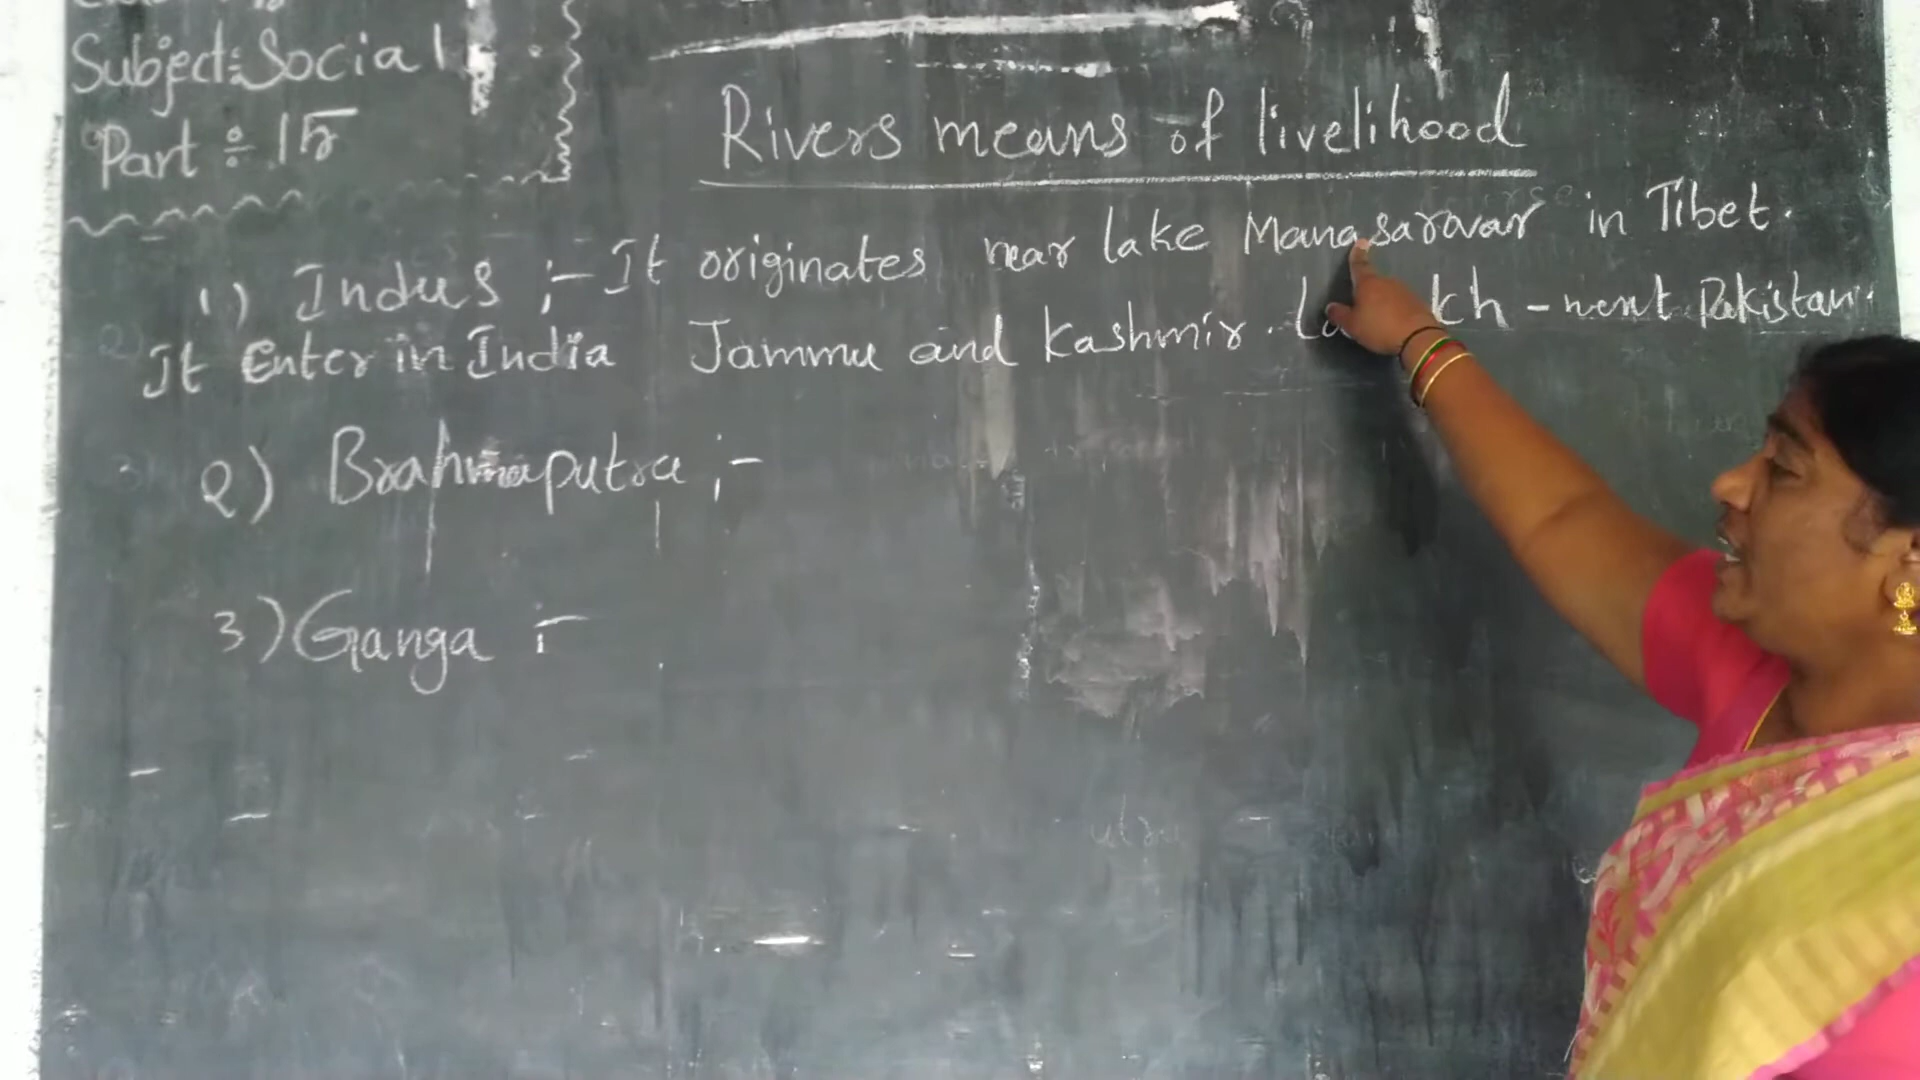 Subject:- Social
Part ÷ 15
Rivers means of livelihood
1) Indus ;- It originates near lake Manasarovar in Tibet.
It Enter in India Jammu and Kashmir. - went Pakistan.
2) Brahmaputra ;-
3) Ganga :-